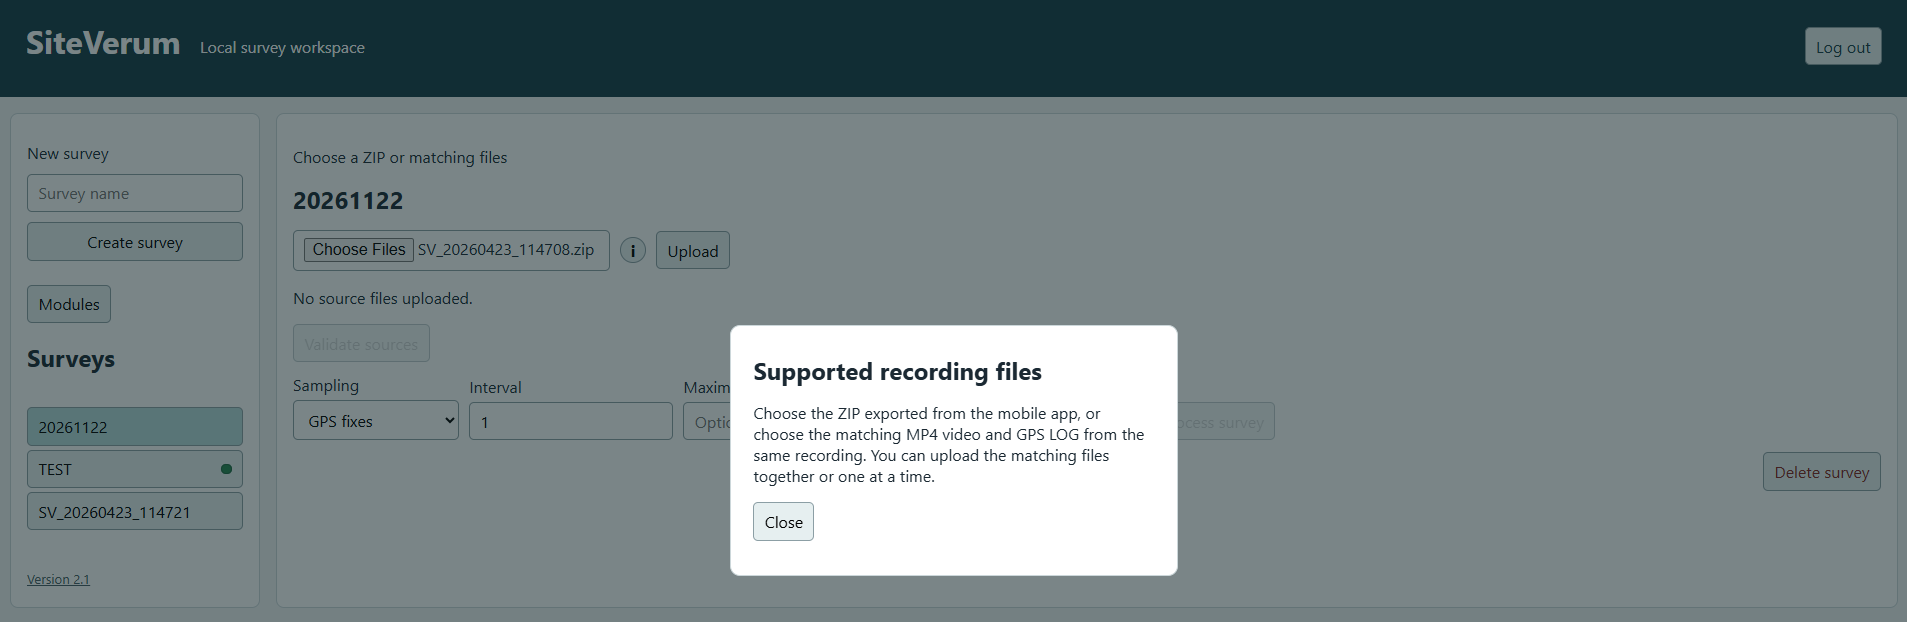 SiteVerum
Local survey workspace
Log out
New survey
Survey name
Create survey
Modules
Surveys
20261122
TEST
SV_20260423_114721
Version 2.1
Choose a ZIP or matching files
20261122
Choose Files SV_20260423_114708.zip
i
Upload
No source files uploaded.
Validate sources
Sampling
GPS fixes
Interval
1
Delete survey
Supported recording files
Choose the ZIP exported from the mobile app, or
choose the matching MP4 video and GPS LOG from the
same recording. You can upload the matching files
together or one at a time.
Close